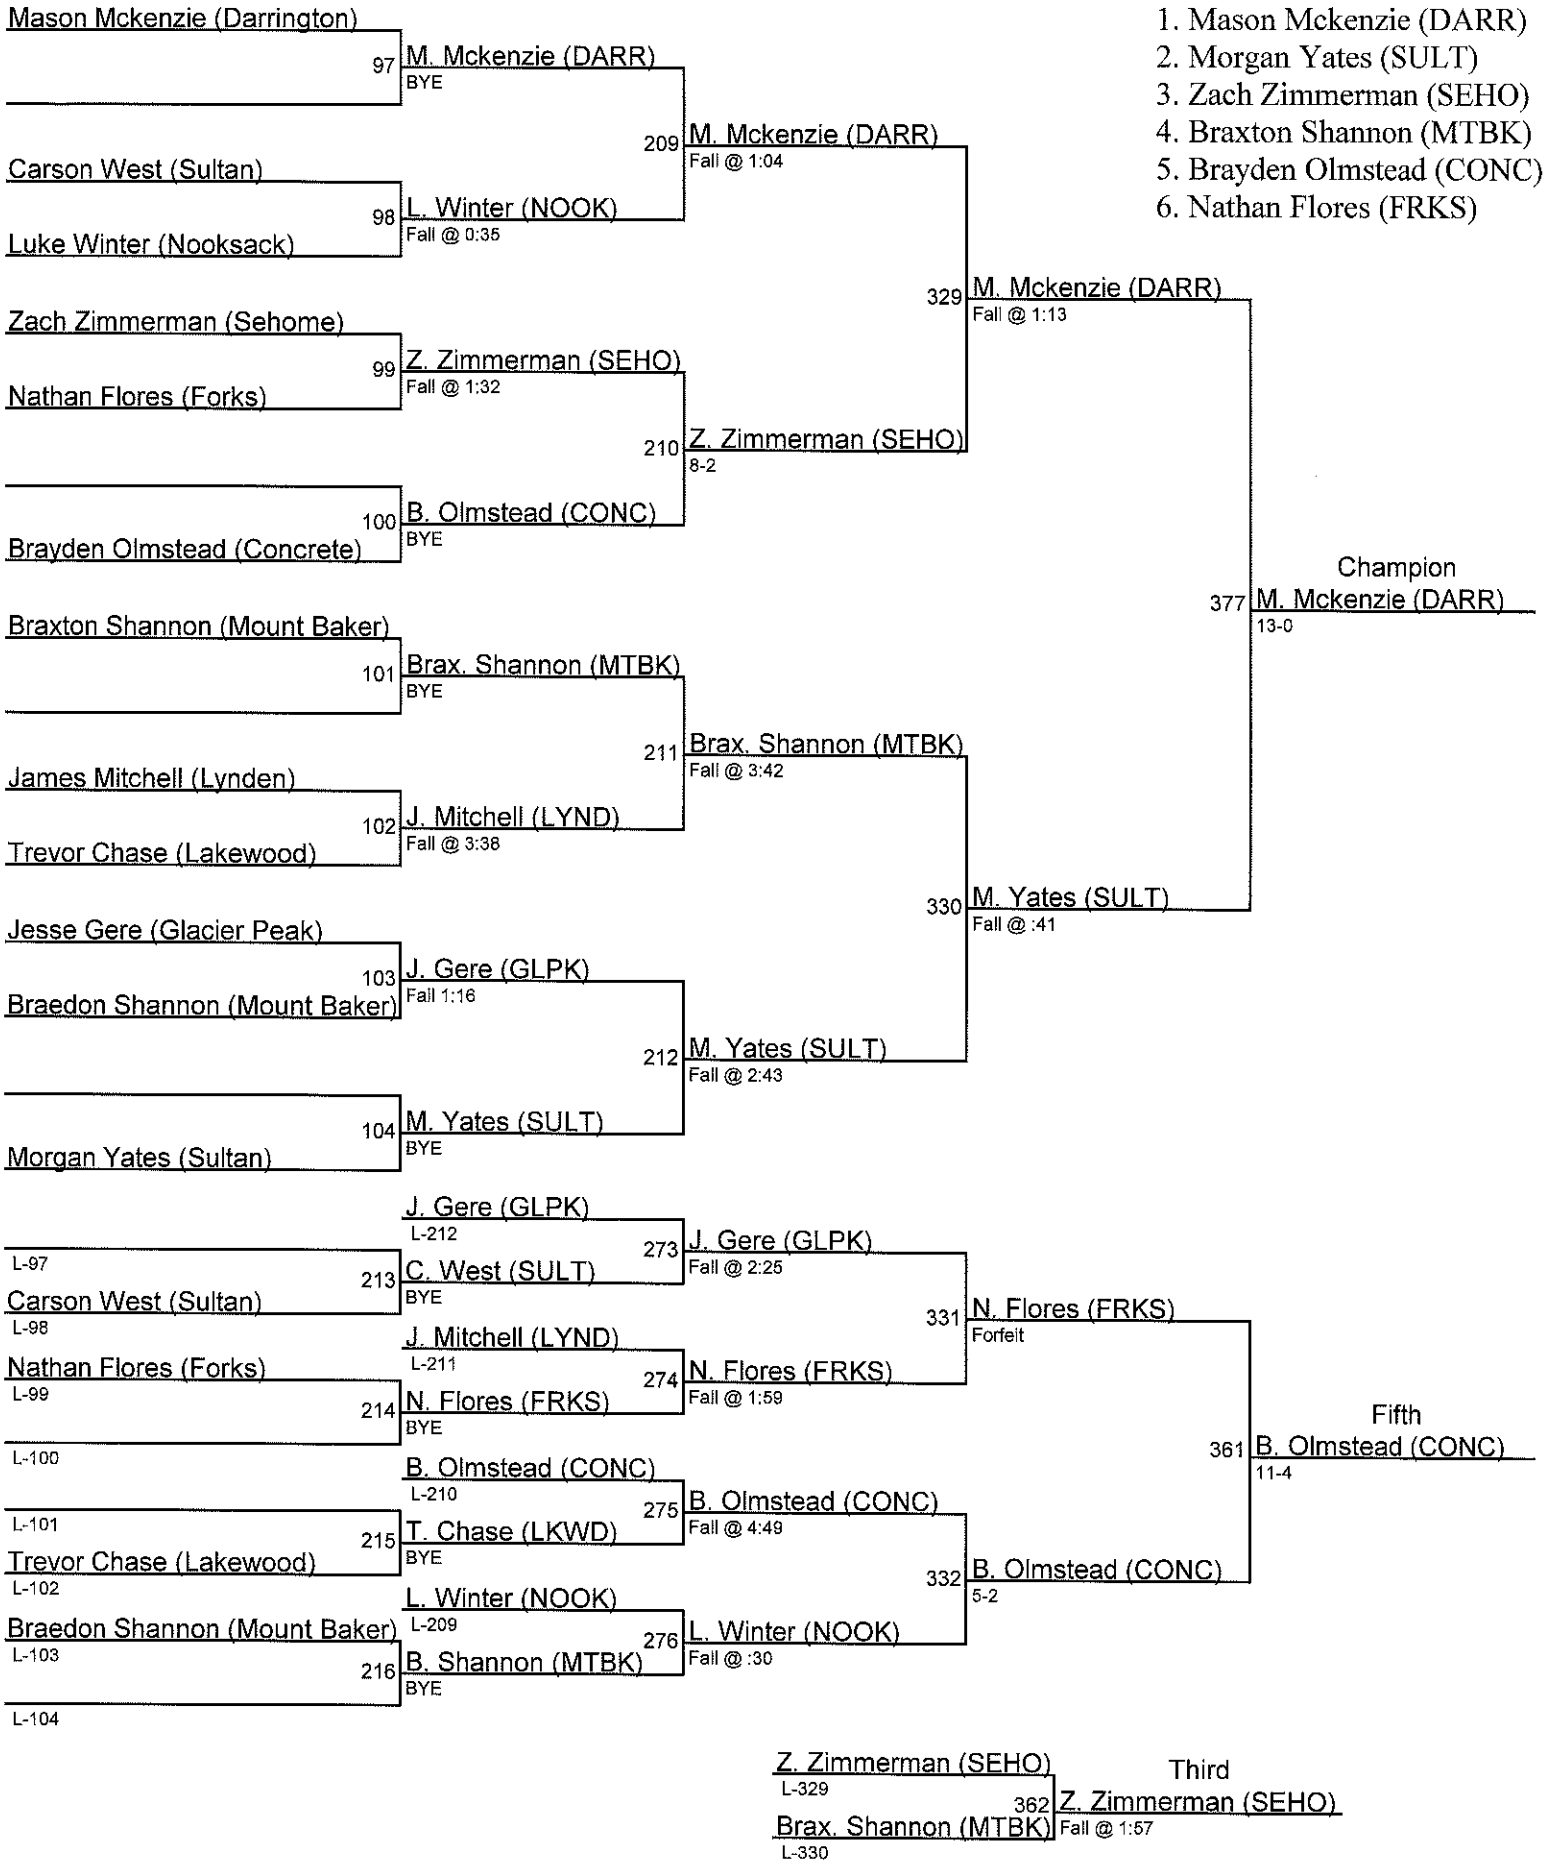 Mason Mckenzie (Darrington)
97
M. Mckenzie (DARR)
BYE
Carson West (Sultan)
98
L. Winter (NOOK)
Fall @ 0:35
Luke Winter (Nooksack)
209
M. Mckenzie (DARR)
Fall @ 1:04
Zach Zimmerman (Sehome)
99
Z. Zimmerman (SEHO)
Fall @ 1:32
Nathan Flores (Forks)
210
Z. Zimmerman (SEHO)
8-2
100
B. Olmstead (CONC)
BYE
Brayden Olmstead (Concrete)
329
M. Mckenzie (DARR)
Fall @ 1:13
1. Mason Mckenzie (DARR)
2. Morgan Yates (SULT)
3. Zach Zimmerman (SEHO)
4. Braxton Shannon (MTBK)
5. Brayden Olmstead (CONC)
6. Nathan Flores (FRKS)
Champion
377
M. Mckenzie (DARR)
13-0
Braxton Shannon (Mount Baker)
101
Brax. Shannon (MTBK)
BYE
211
Brax. Shannon (MTBK)
Fall @ 3:42
James Mitchell (Lynden)
102
J. Mitchell (LYND)
Fall @ 3:38
Trevor Chase (Lakewood)
330
M. Yates (SULT)
Fall @ :41
Jesse Gere (Glacier Peak)
103
J. Gere (GLPK)
Fall 1:16
Braedon Shannon (Mount Baker)
212
M. Yates (SULT)
Fall @ 2:43
104
M. Yates (SULT)
BYE
Morgan Yates (Sultan)
J. Gere (GLPK)
L-212
273
J. Gere (GLPK)
Fall @ 2:25
L-97
213
C. West (SULT)
BYE
Carson West (Sultan)
L-98
331
N. Flores (FRKS)
Forfeit
J. Mitchell (LYND)
L-211
Nathan Flores (Forks)
L-99
274
N. Flores (FRKS)
Fall @ 1:59
214
N. Flores (FRKS)
BYE
L-100
Fifth
361
B. Olmstead (CONC)
11-4
B. Olmstead (CONC)
L-210
275
B. Olmstead (CONC)
Fall @ 4:49
L-101
215
T. Chase (LKWD)
BYE
Trevor Chase (Lakewood)
L-102
332
B. Olmstead (CONC)
5-2
L. Winter (NOOK)
L-209
Braedon Shannon (Mount Baker)
L-103
276
L. Winter (NOOK)
Fall @ :30
216
B. Shannon (MTBK)
BYE
L-104
Z. Zimmerman (SEHO)
L-329
Third
362
Z. Zimmerman (SEHO)
Fall @ 1:57
Brax. Shannon (MTBK)
L-330